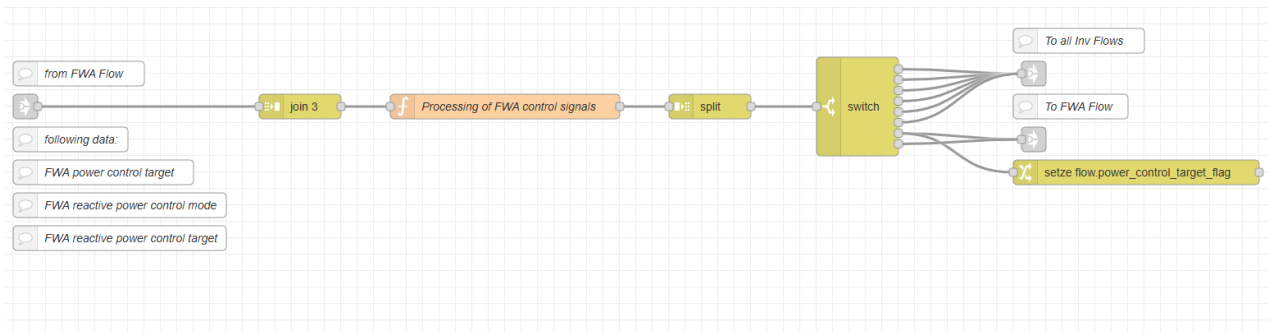 To all Inv Flows
from FWA Flow
join 3
Processing of FWA control signals
split
switch
To FWA Flow
following data:
FWA power control target
setze flow.power_control_target_flag
FWA reactive power control mode
FWA reactive power control target